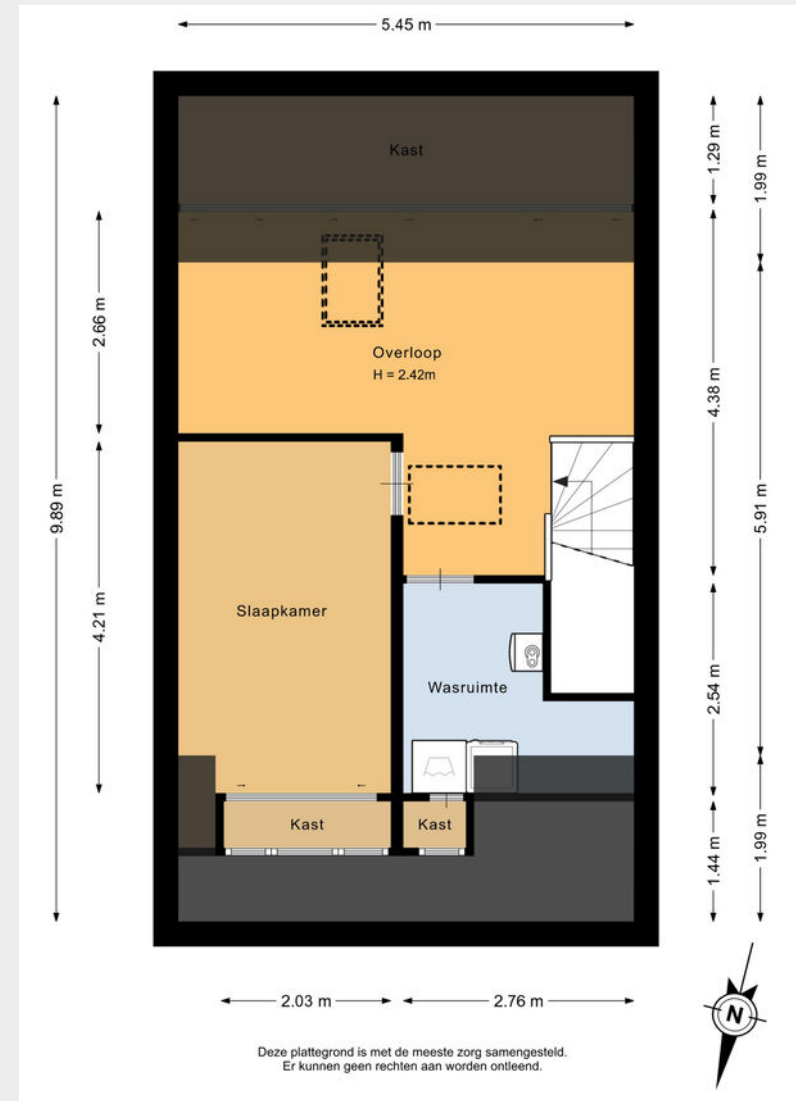 5.45 m
Kast
1.29 m
1.99 m
2.66 m
Overloop
H = 2.42m
4.38 m
9.89 m
5.91 m
4.21 m
Slaapkamer
Wasruimte
2.54 m
Kast
Kast
1.44 m
1.99 m
2.03 m
2.76 m
N
Deze plattegrond is met de meeste zorg samengesteld.
Er kunnen geen rechten aan worden ontleend.